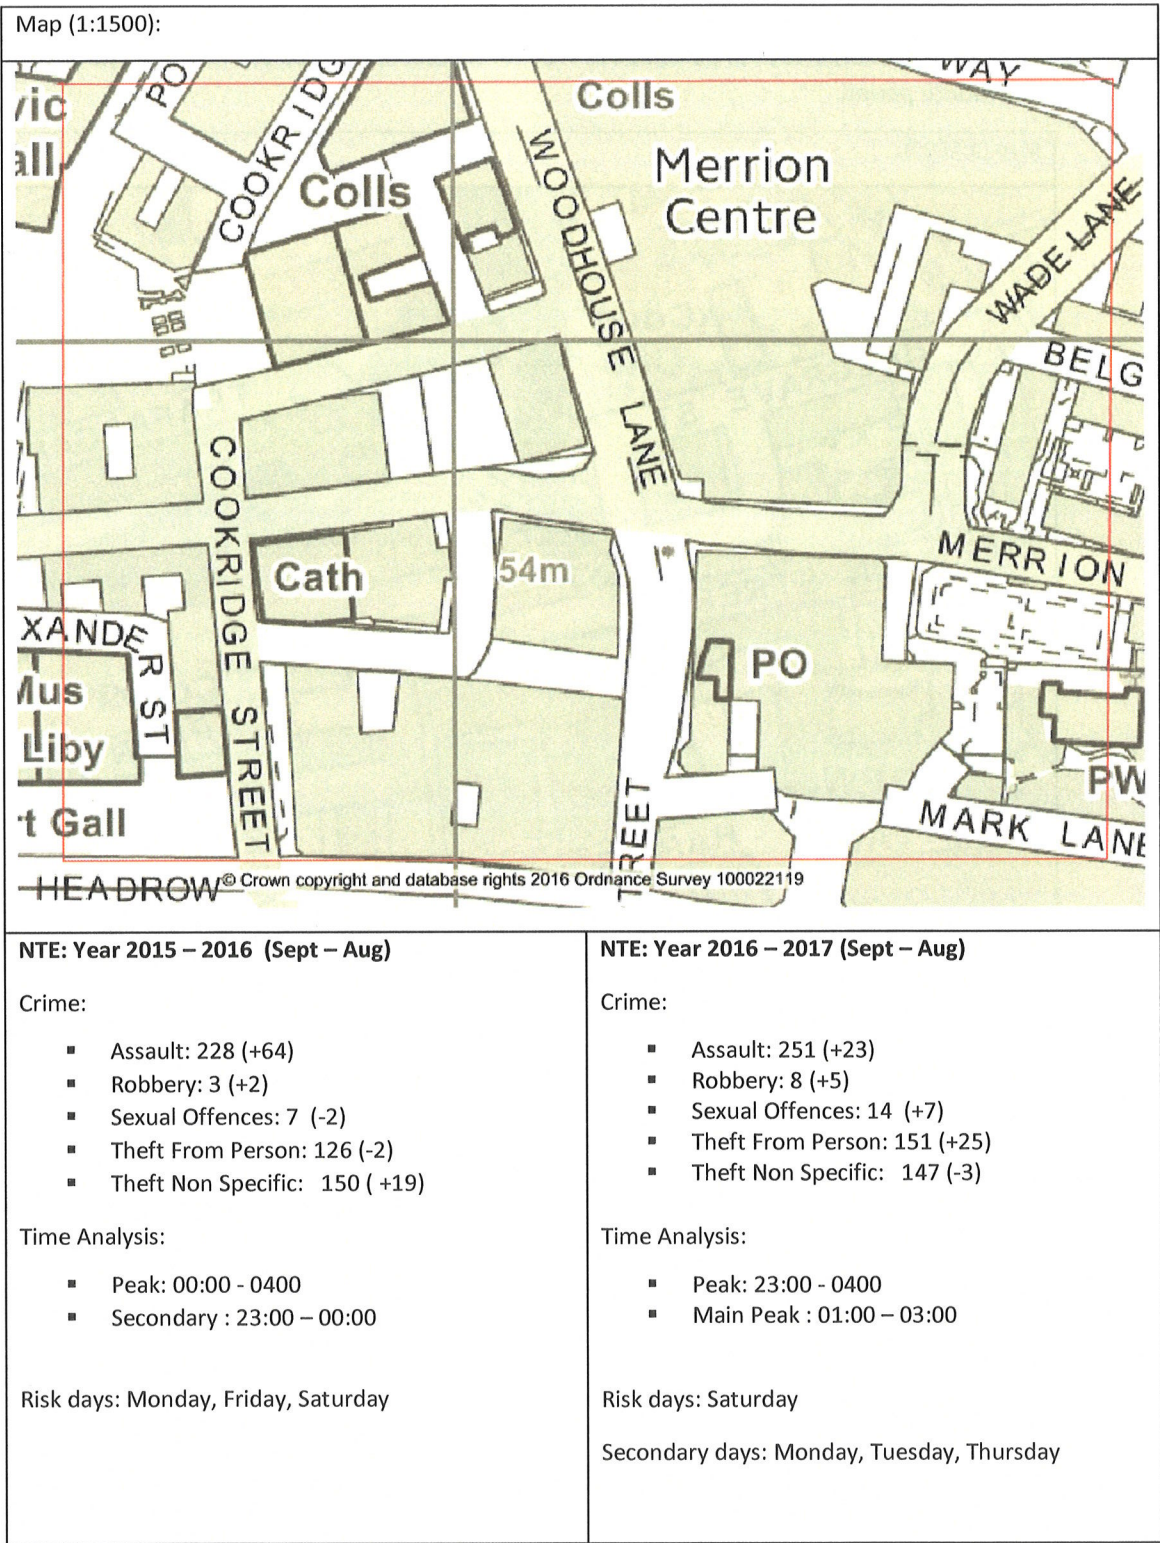 Map (1:1500):
WAY
PO
COOKRIDG
Colls
vic
all
WOODHOUSE LANE
Merrion
Centre
Colls
COOKRI
WADE LANE
BELG
COOKRIDGE STREET
MERRION
Cath
54m
XANDER ST
PO
Mus
Liby
PW
t Gall
MARK LANE
TREET
HEADROW
© Crown copyright and database rights 2016 Ordnance Survey 100022119
NTE: Year 2015 – 2016 (Sept – Aug)
Crime:
▪ Assault: 228 (+64)
▪ Robbery: 3 (+2)
▪ Sexual Offences: 7 (-2)
▪ Theft From Person: 126 (-2)
▪ Theft Non Specific: 150 ( +19)
Time Analysis:
▪ Peak: 00:00 - 0400
▪ Secondary : 23:00 – 00:00
Risk days: Monday, Friday, Saturday
NTE: Year 2016 – 2017 (Sept – Aug)
Crime:
▪ Assault: 251 (+23)
▪ Robbery: 8 (+5)
▪ Sexual Offences: 14 (+7)
▪ Theft From Person: 151 (+25)
▪ Theft Non Specific: 147 (-3)
Time Analysis:
▪ Peak: 23:00 - 0400
▪ Main Peak : 01:00 – 03:00
Risk days: Saturday
Secondary days: Monday, Tuesday, Thursday